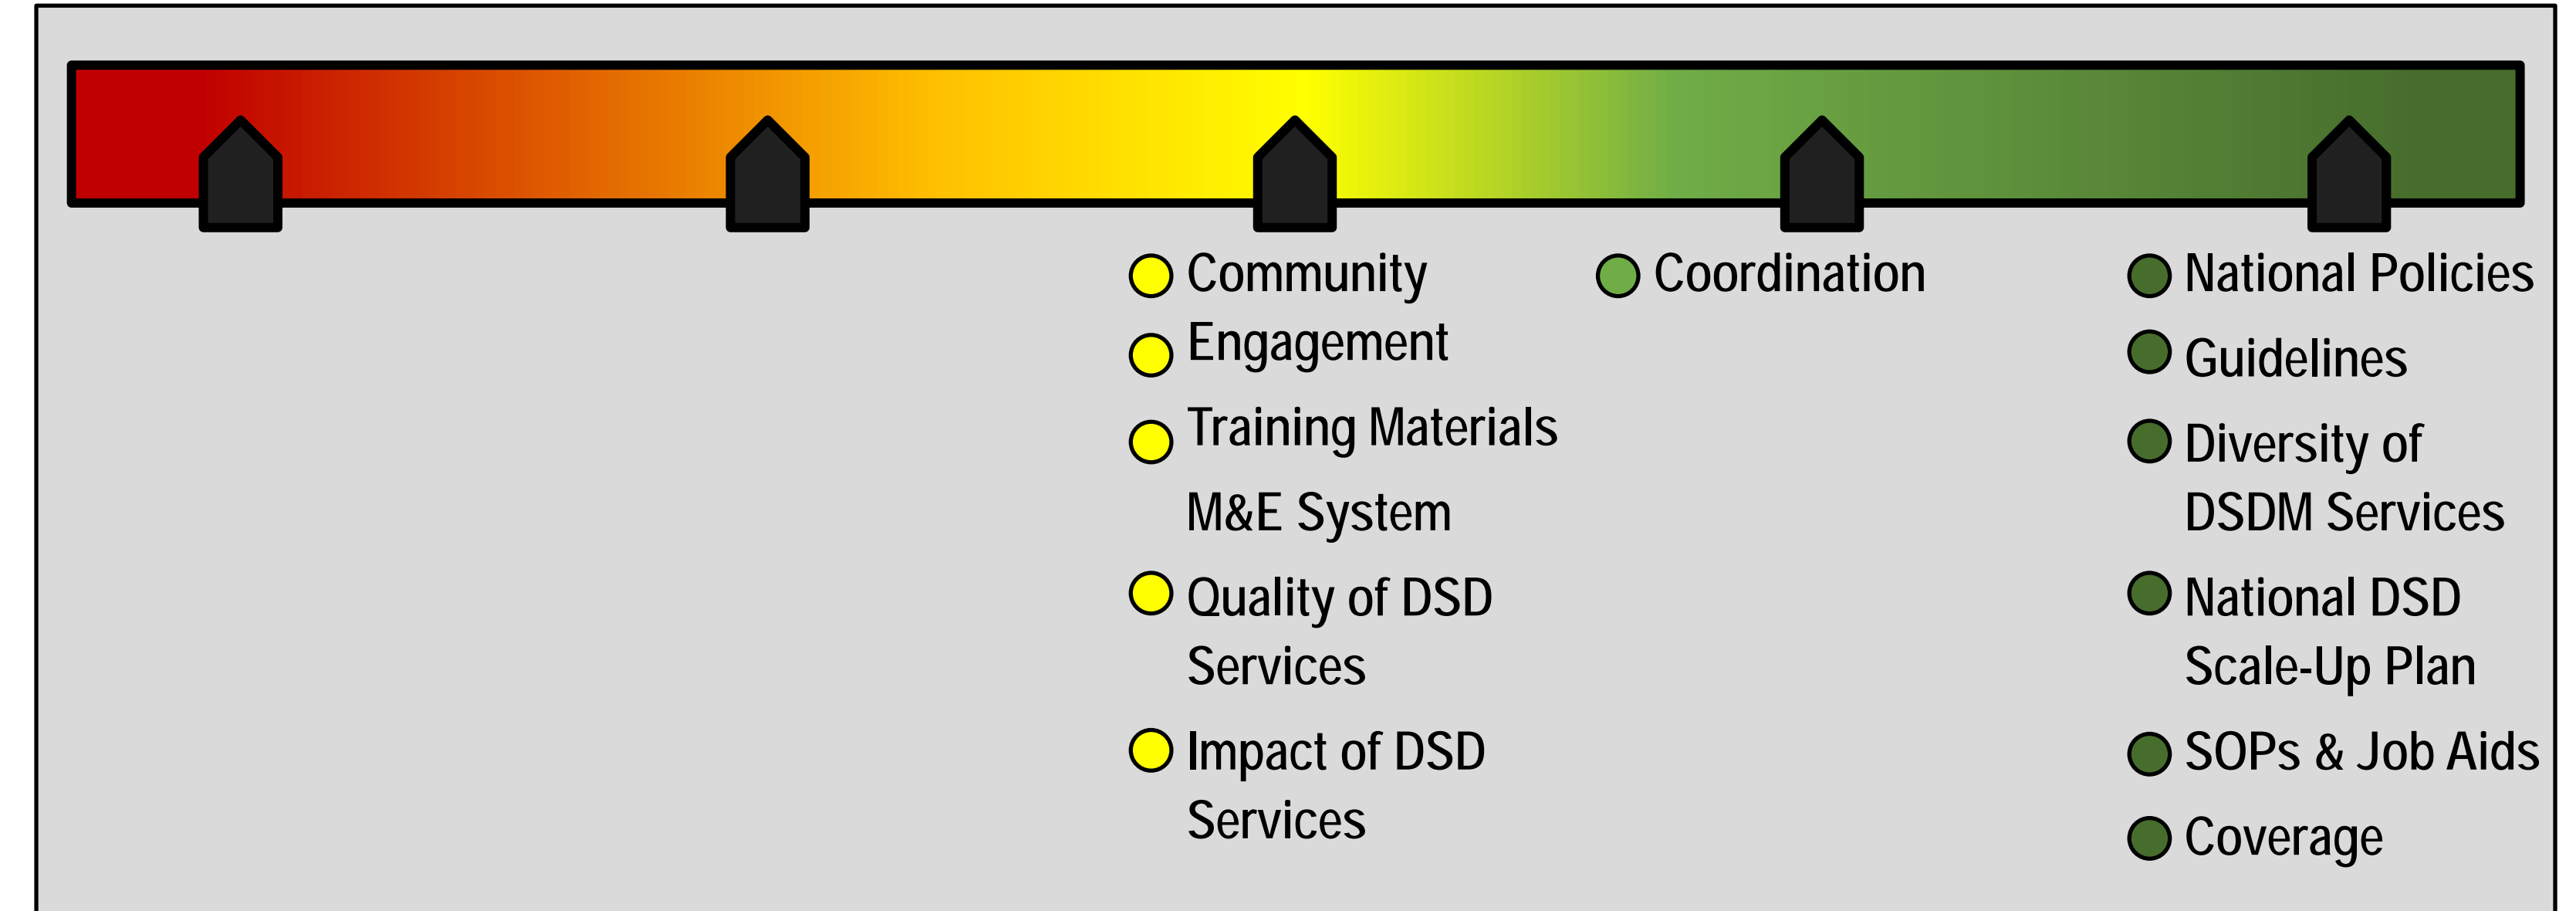 Community
Engagement
Training Materials
M&E System
Quality of DSD
Services
Impact of DSD
Services
Coordination
National Policies
Guidelines
Diversity of
DSDM Services
National DSD
Scale-Up Plan
SOPs & Job Aids
Coverage